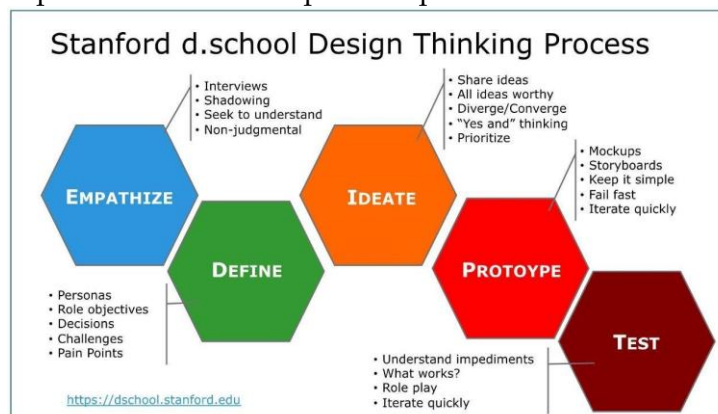 Stanford d.school Design Thinking Process
• Interviews
• Shadowing
• Seek to understand
• Non-judgmental
EMPATHIZE
• Personas
• Role objectives
• Decisions
• Challenges
• Pain Points
DEFINE
• Share ideas
• All ideas worthy
• Diverge/Converge
• "Yes and" thinking
• Prioritize
IDEATE
• Mockups
• Storyboards
• Keep it simple
• Fail fast
• Iterate quickly
PROTOYPE
• Understand impediments
• What works?
• Role play
• Iterate quickly
TEST
https://dschool.stanford.edu